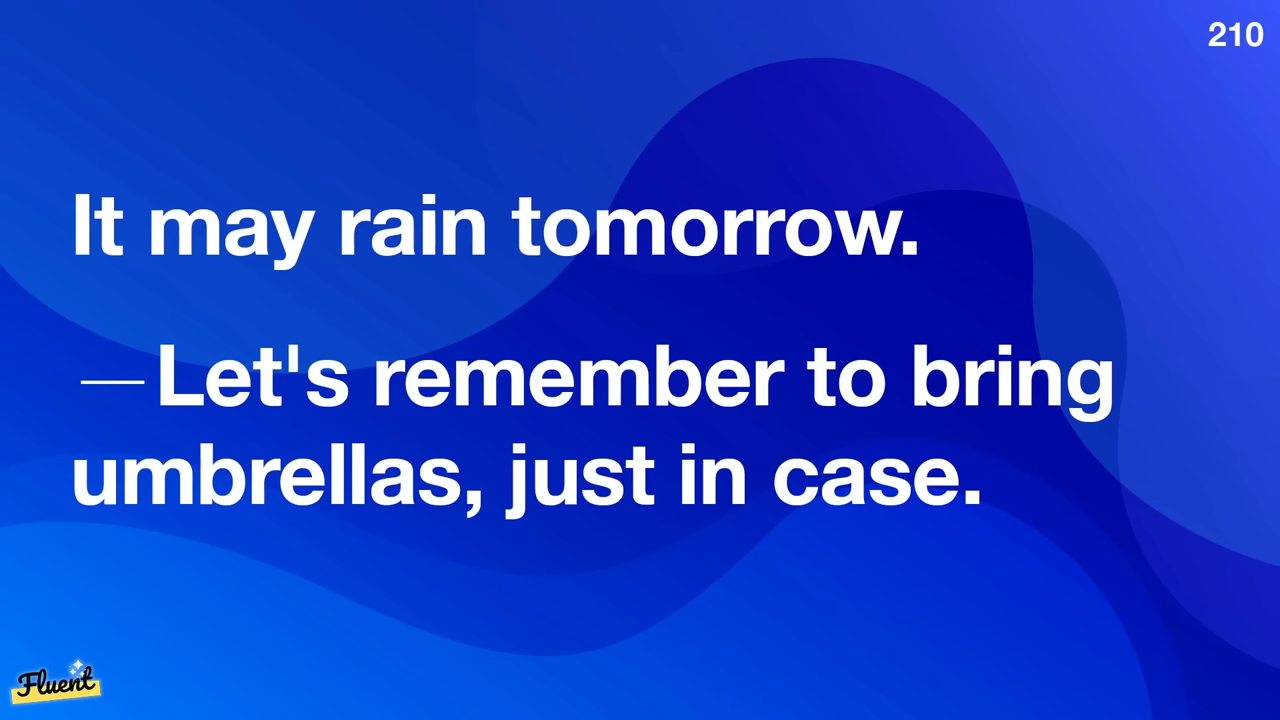 210
It may rain tomorrow.
—Let's remember to bring
umbrellas, just in case.
Fluent